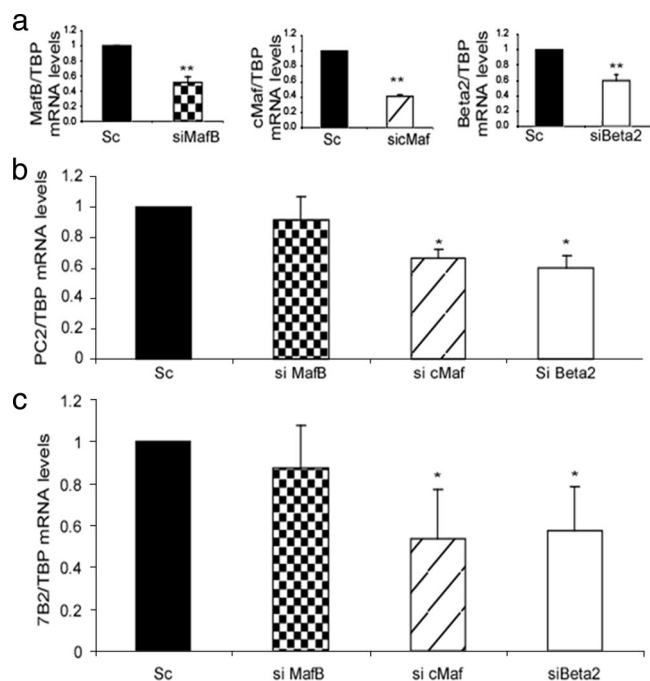 a
MafB/TBP
mRNA levels
1.2
1.0
0.8
0.6
0.4
0.2
0.0
**
Sc
siMafB
cMaf/TBP
mRNA levels
1.2
1.0
0.8
0.6
0.4
0.2
0.0
**
Sc
sicMaf
Beta2/TBP
mRNA levels
1.2
1.0
0.8
0.6
0.4
0.2
0.0
**
Sc
siBeta2
b
PC2/TBP mRNA levels
1.2
1
0.8
0.6
0.4
0.2
0
*
*
Sc
si MafB
si cMaf
Si Beta2
c
7B2/TBP mRNA levels
1.2
1
0.8
0.6
0.4
0.2
0
*
*
Sc
si MafB
si cMaf
siBeta2